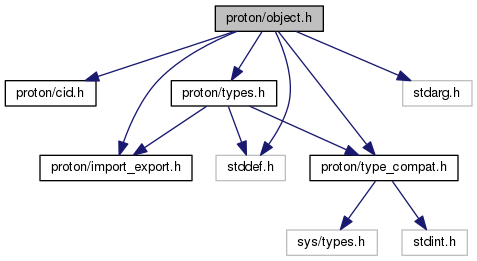 proton/object.h
proton/cid.h
proton/types.h
stdarg.h
proton/import_export.h
stddef.h
proton/type_compat.h
sys/types.h
stdint.h